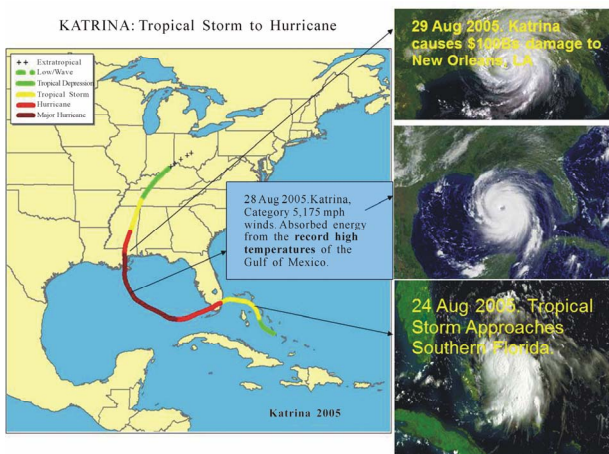 KATRINA: Tropical Storm to Hurricane
Extratropical
Low/Wave
Tropical Depression
Tropical Storm
Hurricane
Major Hurricane
28 Aug 2005.Katrina,
Category 5,175 mph
winds. Absorbed energy
from the record high
temperatures of the
Gulf of Mexico.
Katrina 2005
29 Aug 2005. Katrina
causes $100Bs damage to
New Orleans, LA.
24 Aug 2005. Tropical
Storm Approaches
Southern Florida.